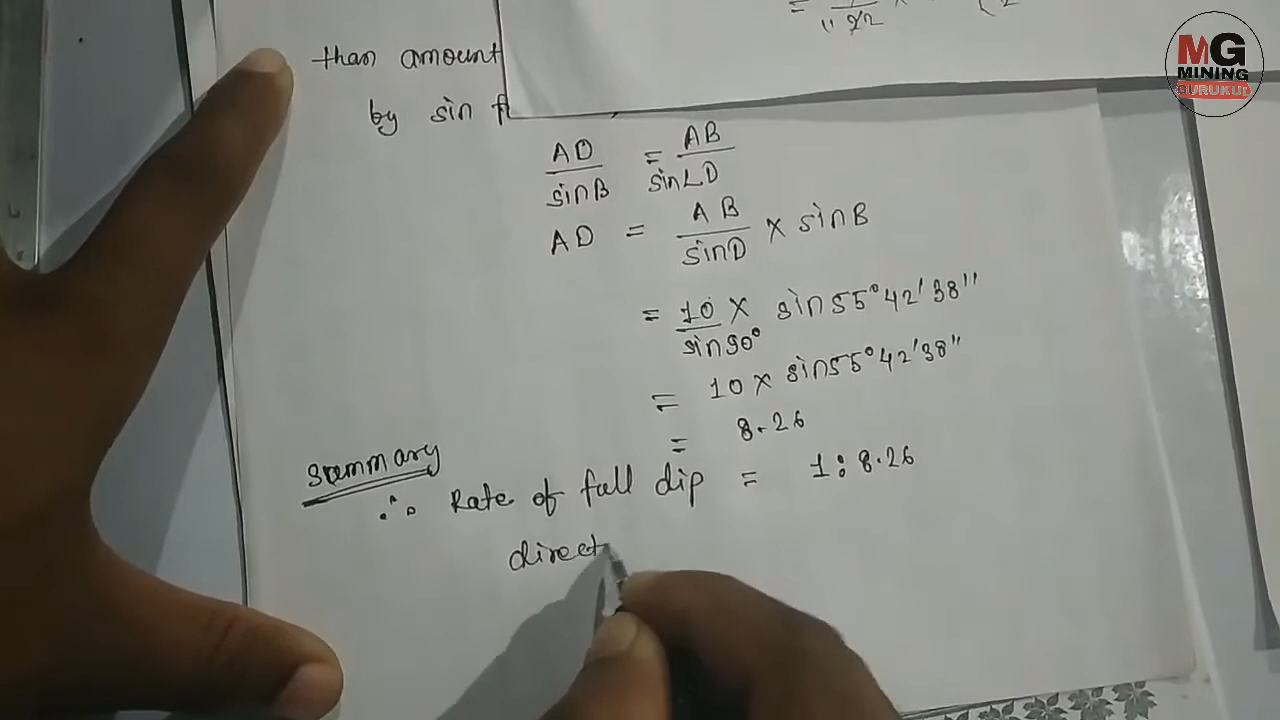 than amount
by sin
AD/sinB = AB/sin∠D
AD = AB/sinD × sinB
= 10/sin90° × sin55°42'38"
= 10 × sin55°42'38"
= 8.26
Summary
∴ Rate of full dip = 1:8.26
direct
MG
MINING
GURUKUL